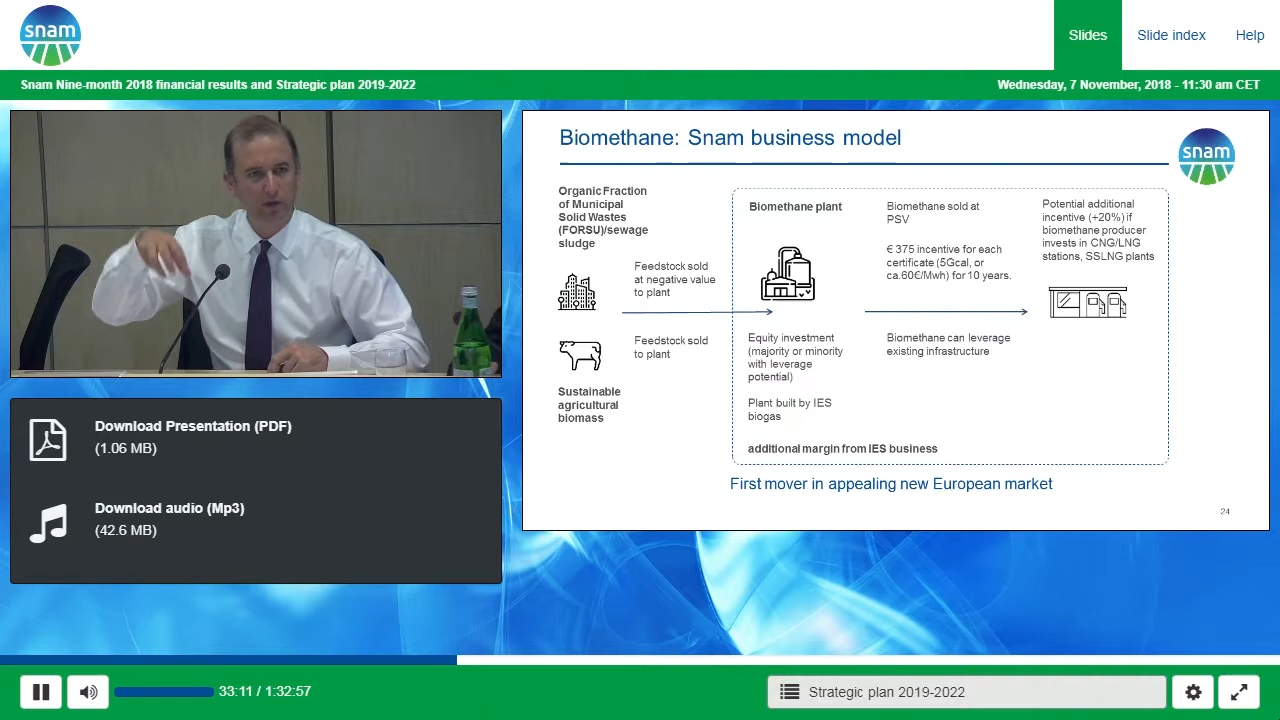 snam
Slides
Slide index
Help
Snam Nine-month 2018 financial results and Strategic plan 2019-2022
Wednesday, 7 November, 2018 - 11:30 am CET
Biomethane: Snam business model
snam
Organic Fraction
of Municipal
Solid Wastes
(FORSU)/sewage
sludge
Feedstock sold
at negative value
to plant
Feedstock sold
to plant
Sustainable
agricultural
biomass
Biomethane plant
Equity investment
(majority or minority
with leverage
potential)
Plant built by IES
biogas
additional margin from IES business
Biomethane sold at
PSV
€ 375 incentive for each
certificate (5Gcal, or
ca.60€/Mwh) for 10 years.
Biomethane can leverage
existing infrastructure
Potential additional
incentive (+20%) if
biomethane producer
invests in CNG/LNG
stations, SSLNG plants
First mover in appealing new European market
24
Download Presentation (PDF)
(1.06 MB)
Download audio (Mp3)
(42.6 MB)
33:11 / 1:32:57
Strategic plan 2019-2022